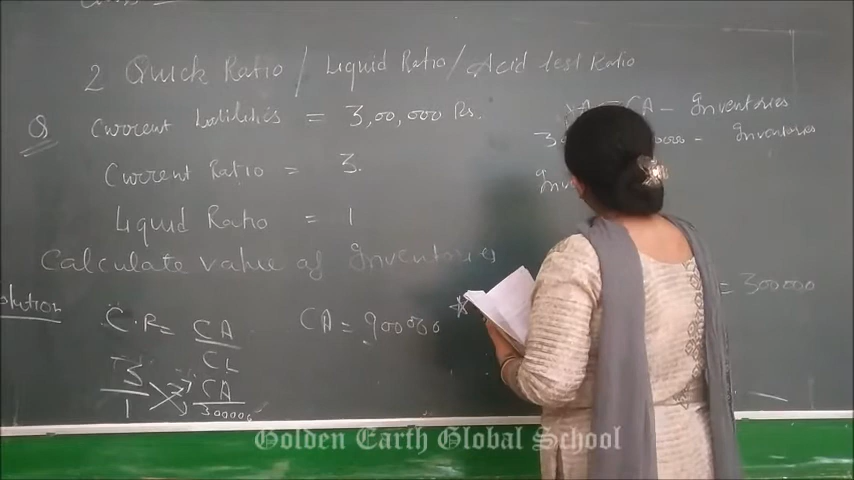 2 Quick Ratio / Liquid Ratio / Acid test Ratio
Q Current Liabilities = 3,00,000 Rs.
Current Ratio = 3.
Liquid Ratio = 1
Calculate value of Inventories
C.R = CA
CL
3 CA
1 300000
CA = 900000
CA - Inventories
- Inventories
= 300000
Golden Earth Global School